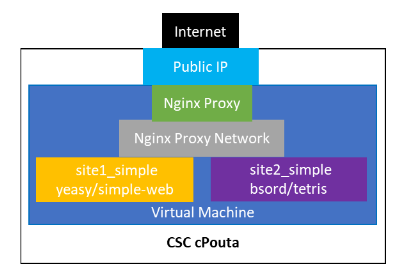 Internet
Public IP
Nginx Proxy
Nginx Proxy Network
site1_simple
yeasy/simple-web
site2_simple
bsord/tetris
Virtual Machine
CSC cPouta